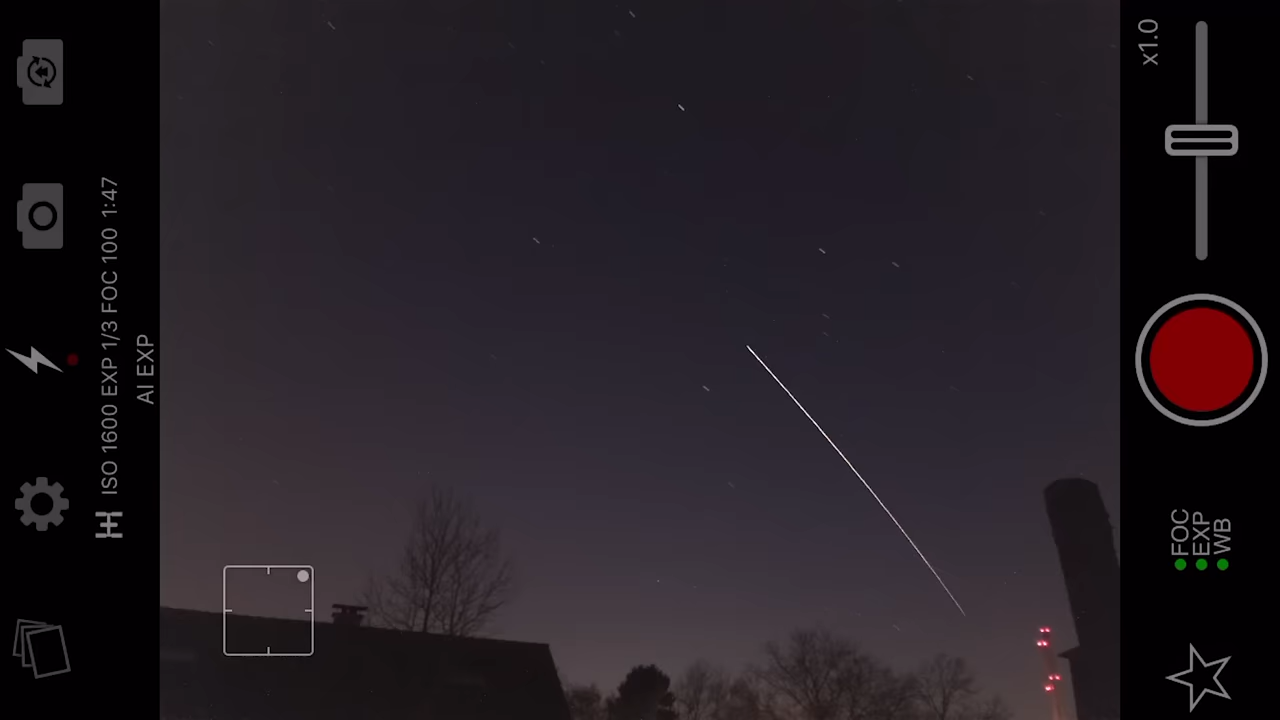 ISO 1600 EXP 1/3 FOC 100 1:47
AI EXP
x1.0
FOC
EXP
WB